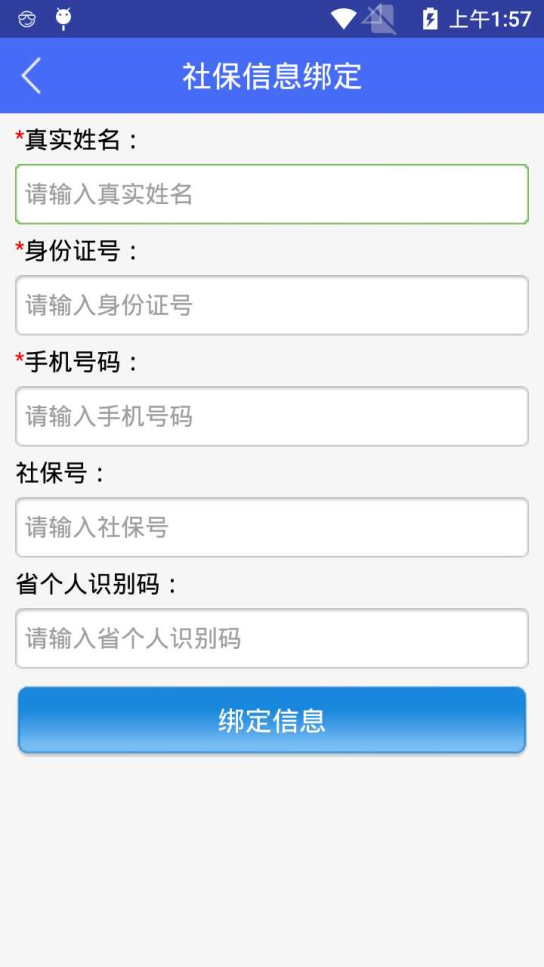 上午1:57
社保信息绑定
*真实姓名：
请输入真实姓名
*身份证号：
请输入身份证号
*手机号码：
请输入手机号码
社保号：
请输入社保号
省个人识别码：
请输入省个人识别码
绑定信息